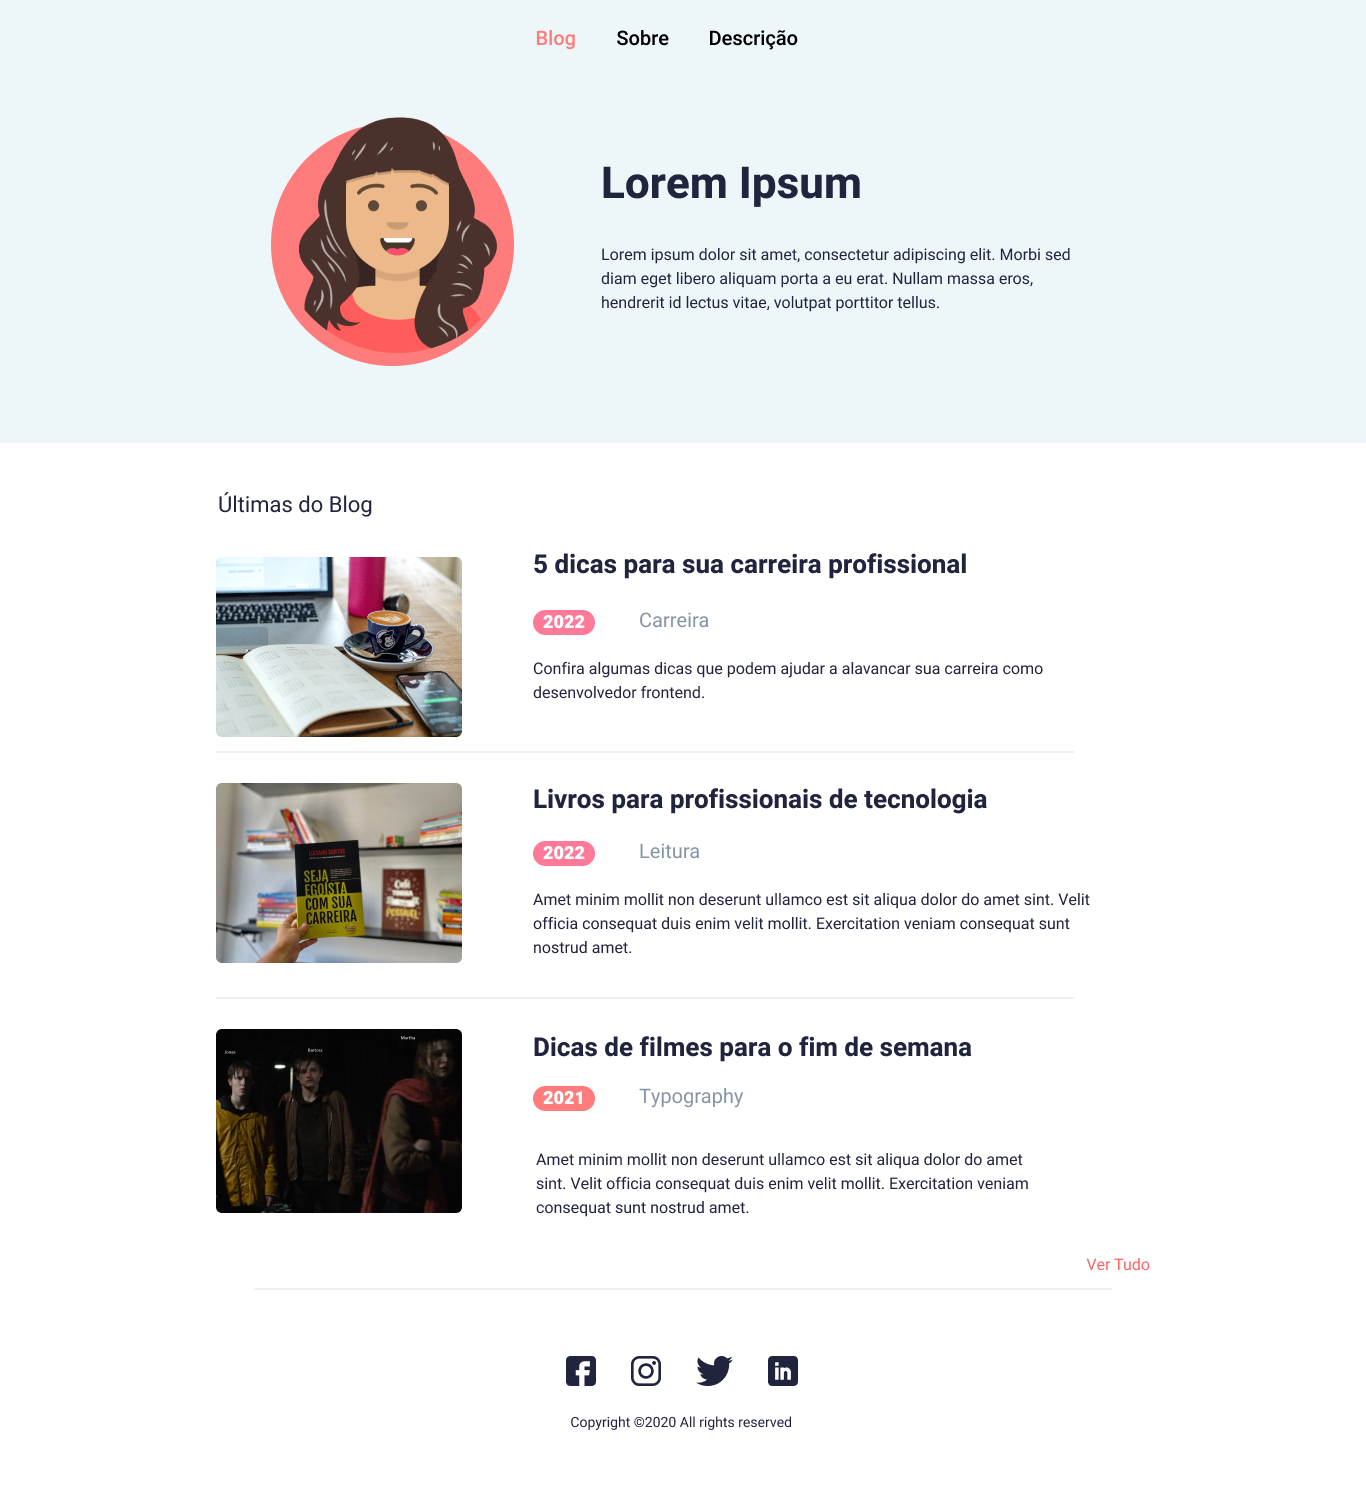 Blog Sobre Descrição
Lorem Ipsum
Lorem ipsum dolor sit amet, consectetur adipiscing elit. Morbi sed
diam eget libero aliquam porta a eu erat. Nullam massa eros,
hendrerit id lectus vitae, volutpat porttitor tellus.
Últimas do Blog
5 dicas para sua carreira profissional
2022 Carreira
Confira algumas dicas que podem ajudar a alavancar sua carreira como
desenvolvedor frontend.
LUCIANO SANTOS
SEJA
EGOÍSTA
COM SUA
CARREIRA
Livros para profissionais de tecnologia
2022 Leitura
Amet minim mollit non deserunt ullamco est sit aliqua dolor do amet sint. Velit
officia consequat duis enim velit mollit. Exercitation veniam consequat sunt
nostrud amet.
Jonas
Bartosz
Martha
Dicas de filmes para o fim de semana
2021 Typography
Amet minim mollit non deserunt ullamco est sit aliqua dolor do amet
sint. Velit officia consequat duis enim velit mollit. Exercitation veniam
consequat sunt nostrud amet.
Ver Tudo
Copyright ©2020 All rights reserved